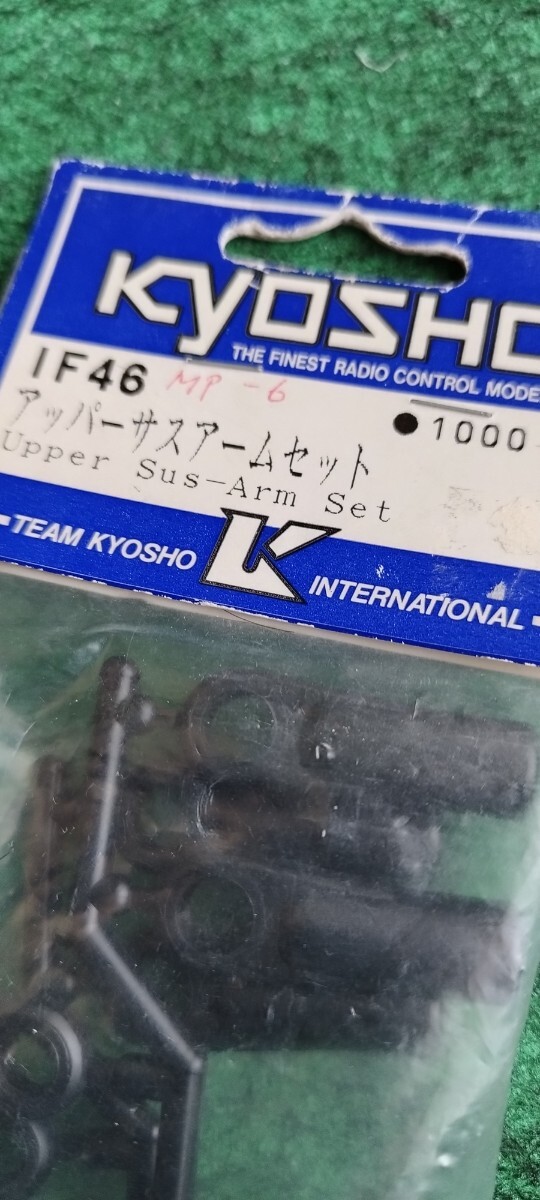 KYOSHO
THE FINEST RADIO CONTROL MODE
IF46 MP-6
アッパーサスアームセット ●1000
Upper Sus-Arm Set
TEAM KYOSHO K INTERNATIONAL